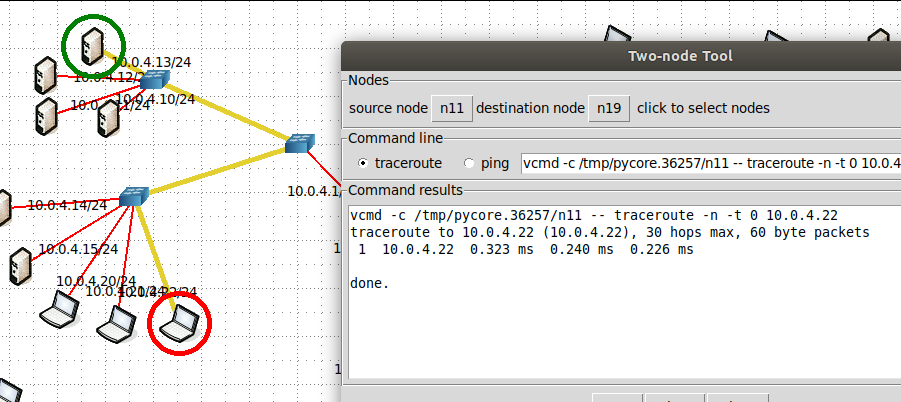 10.0.4.13/24
10.0.4.12/2
10.0.4.10/24
10.0. 1/24
10.0.4.1/
10.0.4.14/24
10.0.4.15/24
10.0.4.20/24
10.0.4.21/24
/24
1
1
Two-node Tool
Nodes
source node n11 destination node n19 click to select nodes
Command line
traceroute ping vcmd -c /tmp/pycore.36257/n11 -- traceroute -n -t 0 10.0.4
Command results
vcmd -c /tmp/pycore.36257/n11 -- traceroute -n -t 0 10.0.4.22
traceroute to 10.0.4.22 (10.0.4.22), 30 hops max, 60 byte packets
1 10.0.4.22 0.323 ms 0.240 ms 0.226 ms
done.